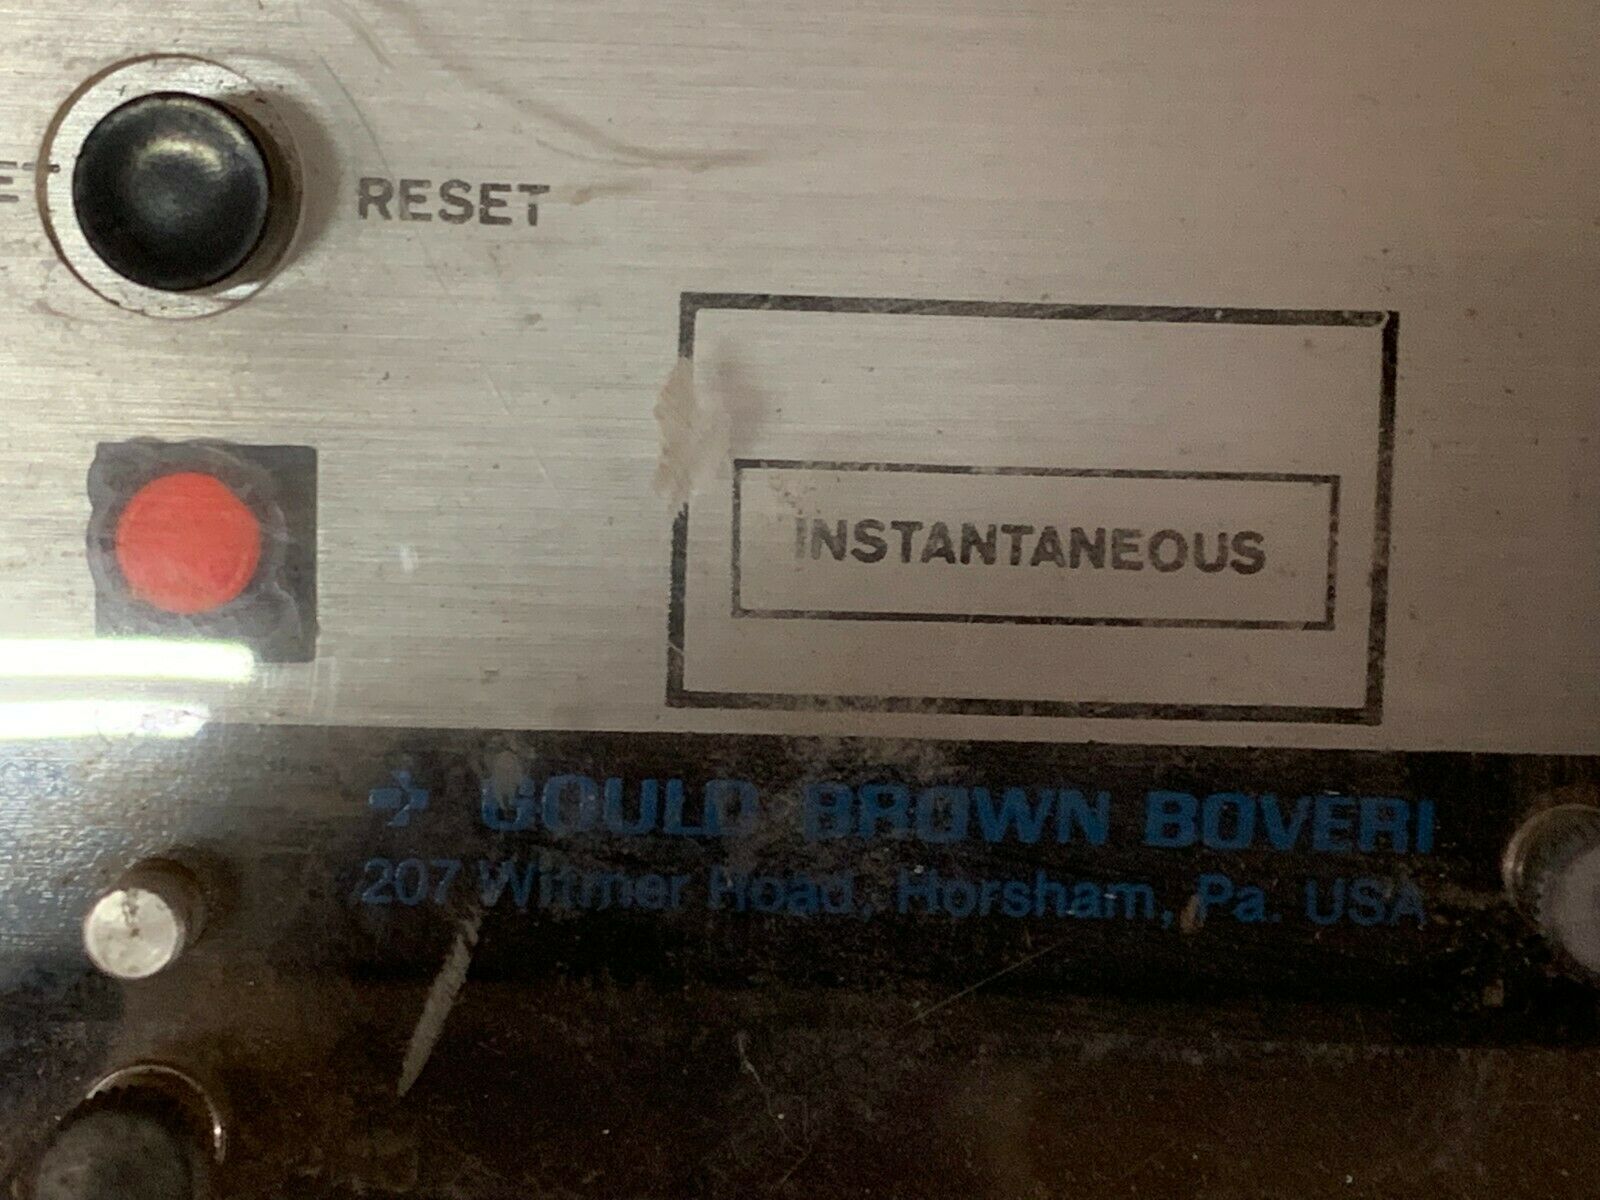 RESET
INSTANTANEOUS
GOULD BROWN BOVERI
207 Witmer Road, Horsham, Pa. USA